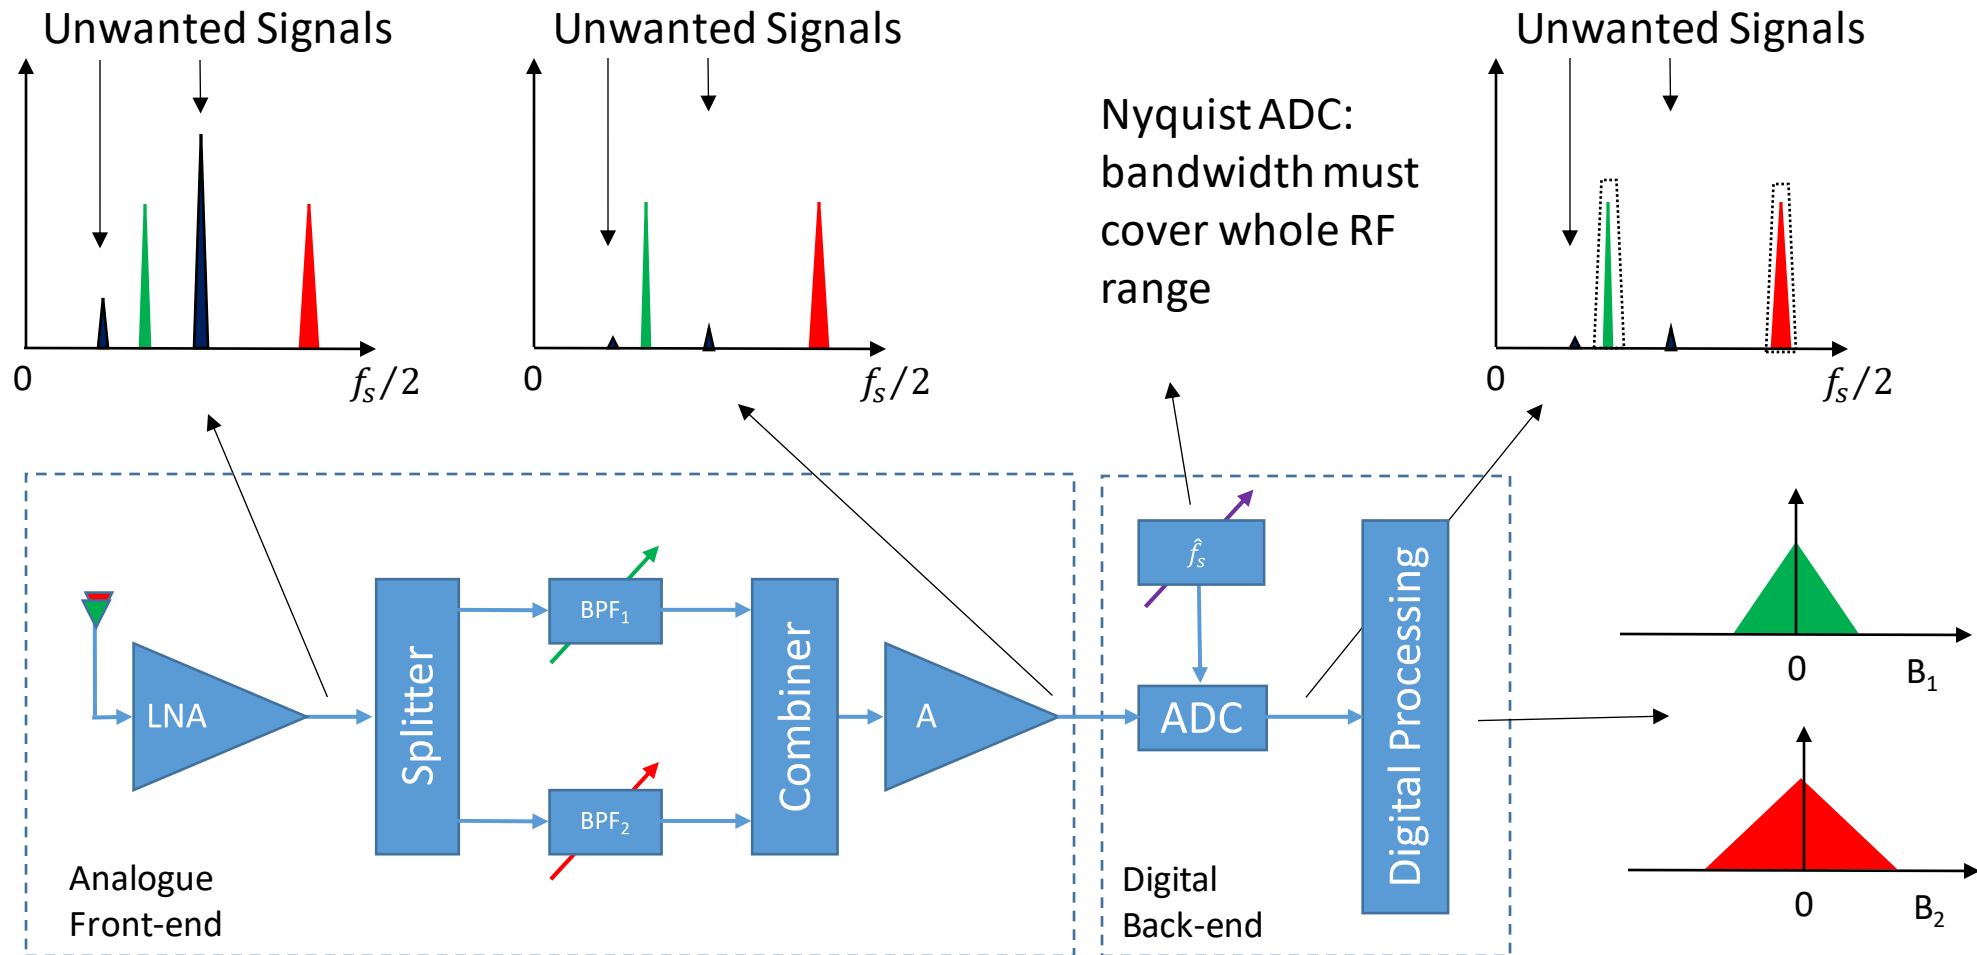 Unwanted Signals
Unwanted Signals
Unwanted Signals
Nyquist ADC:
bandwidth must
cover whole RF
range
0
f_s/2
0
f_s/2
0
f_s/2
LNA
Splitter
BPF₁
BPF₂
Combiner
A
f̂_s
ADC
Digital Processing
Analogue
Front-end
Digital
Back-end
0
B₁
0
B₂